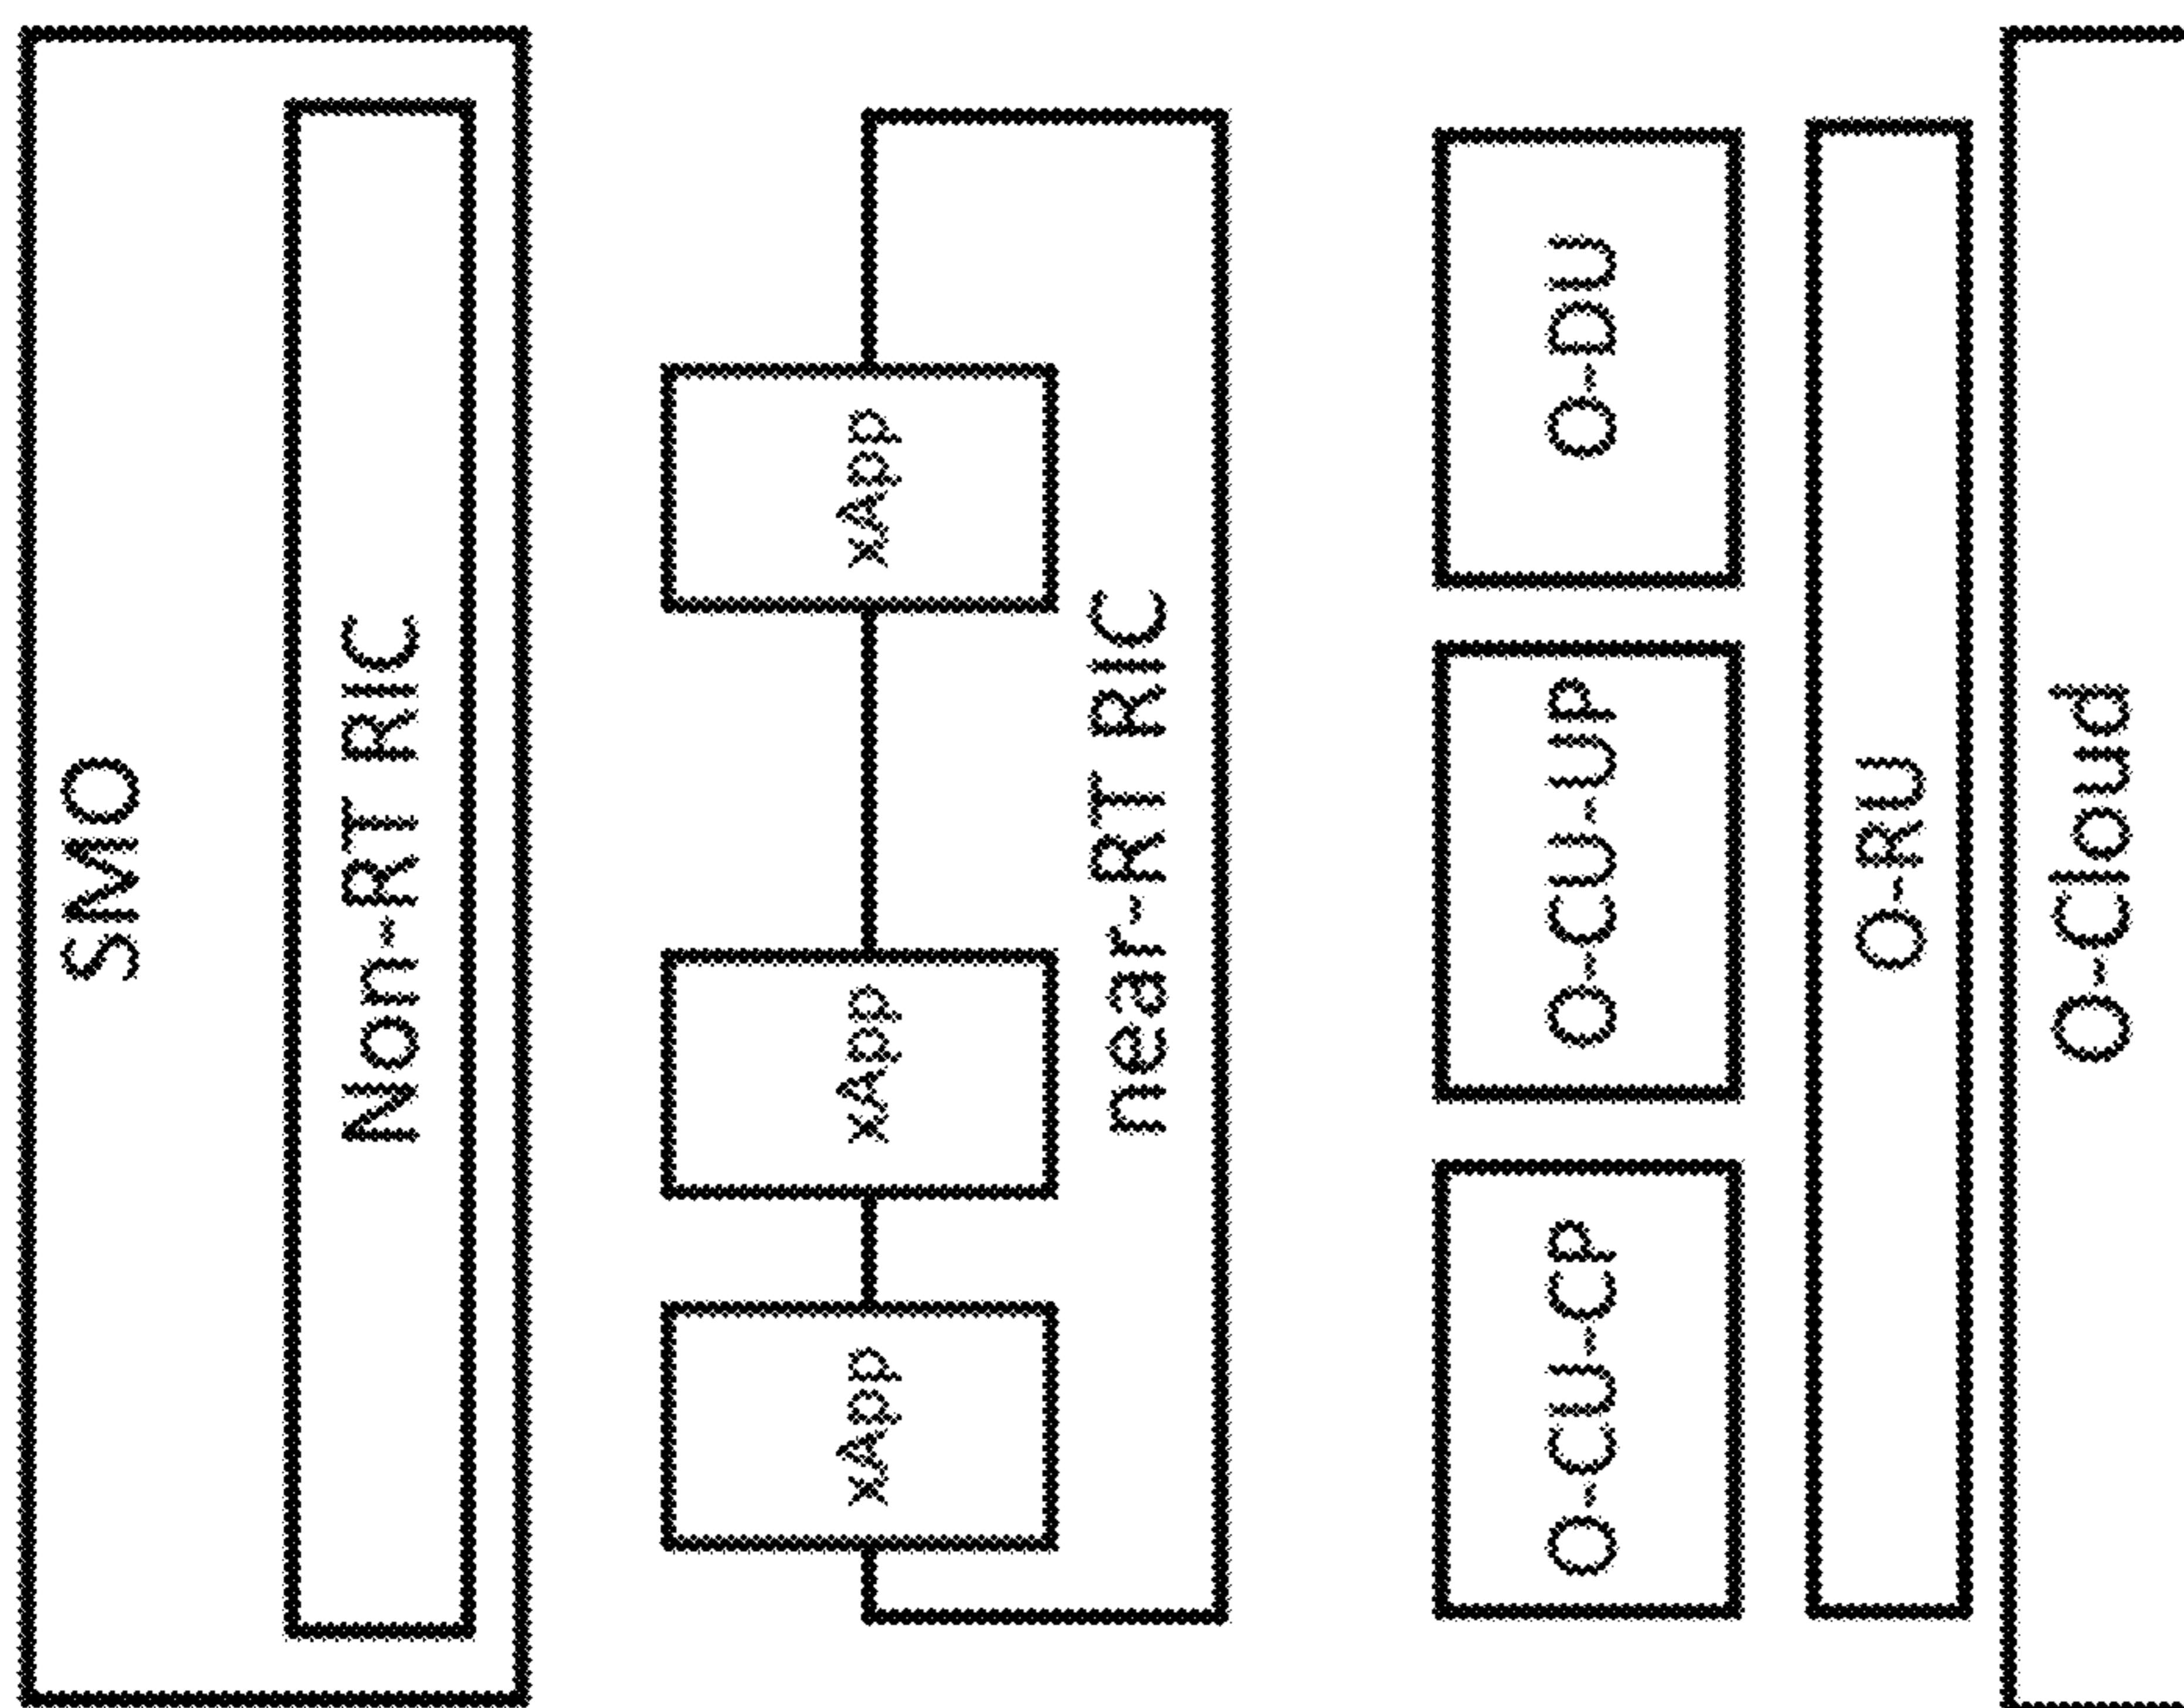 SMO
Non-RT RIC
xApp
xApp
xApp
near-RT RIC
O-CU-CP
O-CU-UP
O-DU
O-RU
O-Cloud